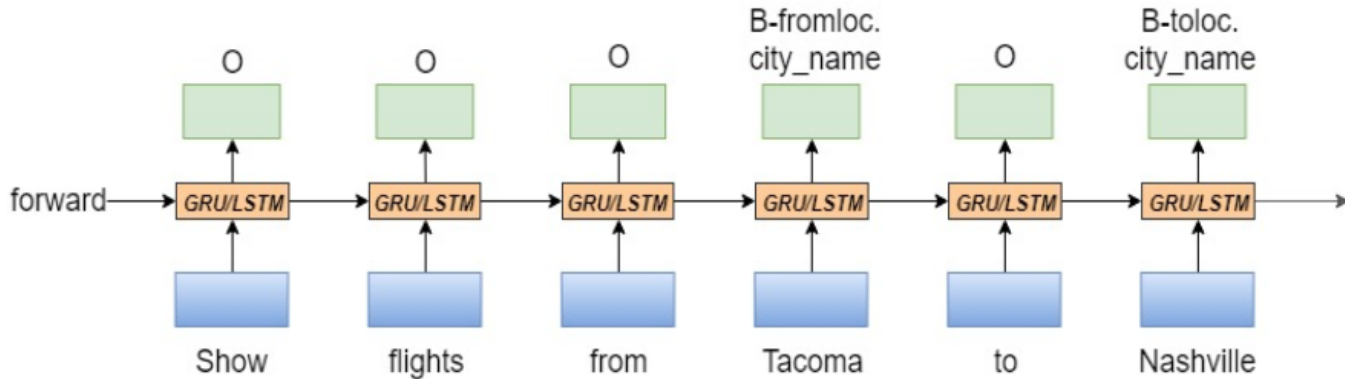 B-fromloc. B-toloc.
O O O city_name O city_name
forward GRU/LSTM GRU/LSTM GRU/LSTM GRU/LSTM GRU/LSTM GRU/LSTM
Show flights from Tacoma to Nashville